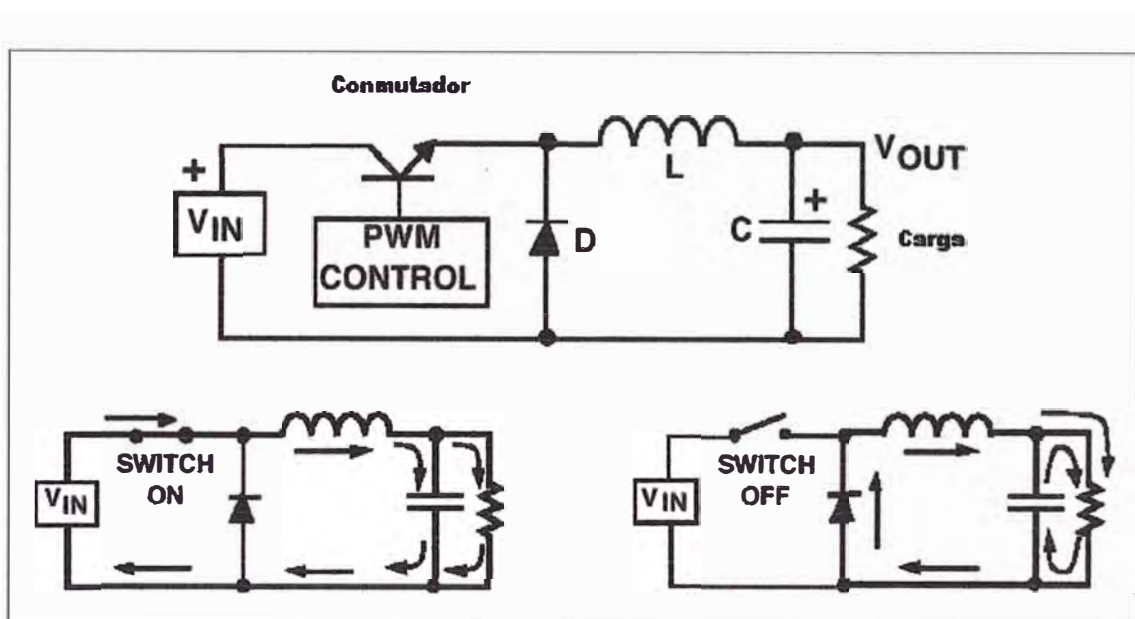 Conmutador
+
VIN
PWM
CONTROL
D
L
C
+
VOUT
Carga
SWITCH
ON
VIN
SWITCH
OFF
VIN